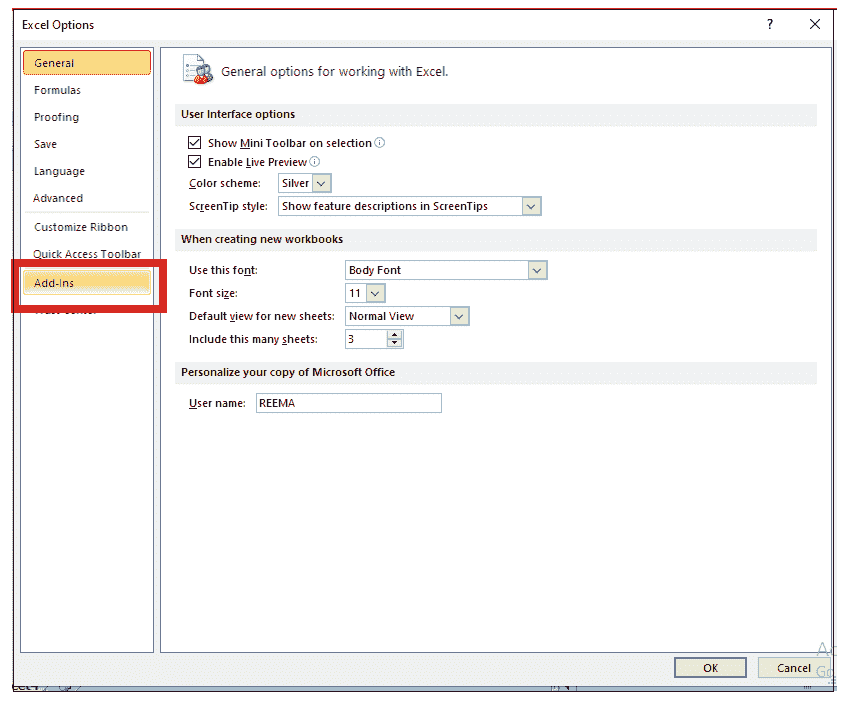 Excel Options
?
General
Formulas
Proofing
Save
Language
Advanced
Customize Ribbon
Quick Access Toolbar
Add-Ins
General options for working with Excel.
User Interface options
Show Mini Toolbar on selection
Enable Live Preview
Color scheme: Silver
ScreenTip style: Show feature descriptions in ScreenTips
When creating new workbooks
Use this font: Body Font
Font size: 11
Default view for new sheets: Normal View
Include this many sheets: 3
Personalize your copy of Microsoft Office
User name: REEMA
OK Cancel